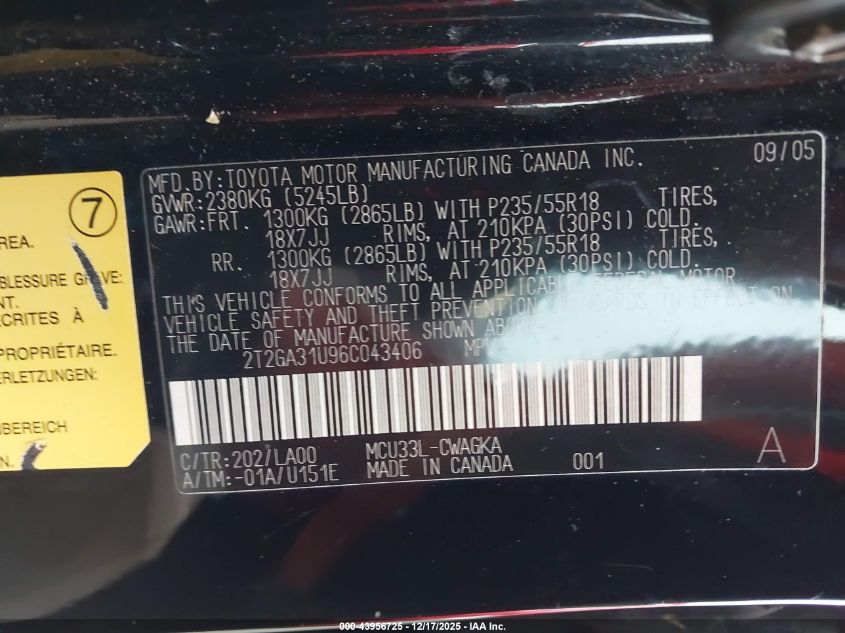 7
REA.
BLESSURE GRAVE:
NT.
CRITES À
PROPRIÉTAIRE.
ERLETZUNGEN:
NBEREICH
N.
MFD.BY:TOYOTA MOTOR MANUFACTURING CANADA INC. 09/05
GVWR:2380KG (5245LB)
GAWR:FRT. 1300KG (2865LB) WITH P235/55R18 TIRES,
18X7JJ RIMS, AT 210KPA (30PSI) COLD.
RR. 1300KG (2865LB) WITH P235/55R18 TIRES,
18X7JJ RIMS, AT 210KPA (30PSI) COLD.
THIS VEHICLE CONFORMS TO ALL APPLICABLE FEDERAL MOTOR
VEHICLE SAFETY AND THEFT PREVENTION STANDARDS IN EFFECT ON
THE DATE OF MANUFACTURE SHOWN ABOVE.
2T2GA31U96C043406 MPV
C/TR:202/LA00 MCU33L-CWAGKA
A/TM:-01A/U151E MADE IN CANADA 001 A
000-43956725 - 12/17/2025 - IAA Inc.